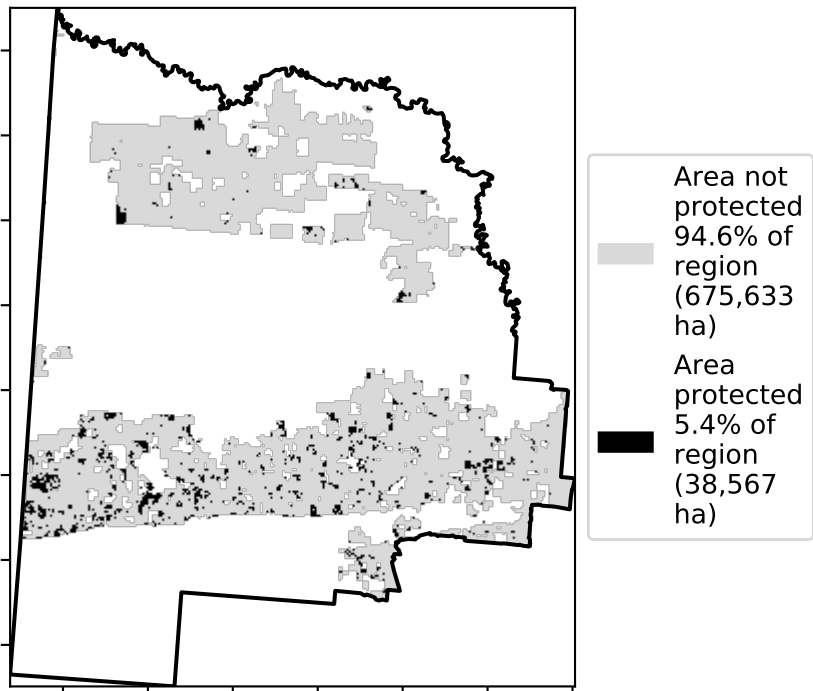 Area not
protected
94.6% of
region
(675,633
ha)
Area
protected
5.4% of
region
(38,567
ha)